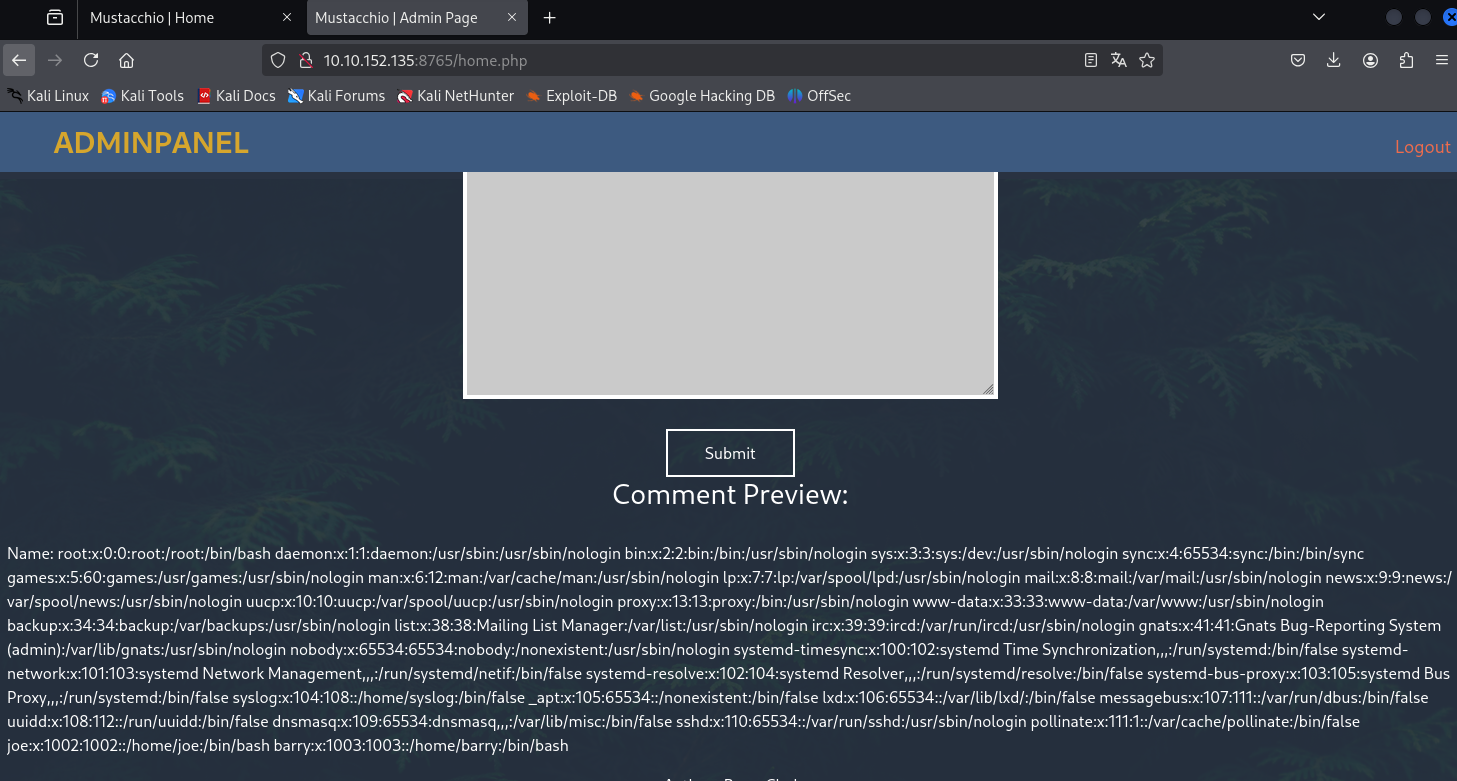 Mustacchio | Home
Mustacchio | Admin Page
10.10.152.135:8765/home.php
Kali Linux Kali Tools Kali Docs Kali Forums Kali NetHunter Exploit-DB Google Hacking DB OffSec
ADMINPANEL
Logout
Submit
Comment Preview:
Name: root:x:0:0:root:/root:/bin/bash daemon:x:1:1:daemon:/usr/sbin:/usr/sbin/nologin bin:x:2:2:bin:/bin:/usr/sbin/nologin sys:x:3:3:sys:/dev:/usr/sbin/nologin sync:x:4:65534:sync:/bin:/bin/sync
games:x:5:60:games:/usr/games:/usr/sbin/nologin man:x:6:12:man:/var/cache/man:/usr/sbin/nologin lp:x:7:7:lp:/var/spool/lpd:/usr/sbin/nologin mail:x:8:8:mail:/var/mail:/usr/sbin/nologin news:x:9:9:news:/
var/spool/news:/usr/sbin/nologin uucp:x:10:10:uucp:/var/spool/uucp:/usr/sbin/nologin proxy:x:13:13:proxy:/bin:/usr/sbin/nologin www-data:x:33:33:www-data:/var/www:/usr/sbin/nologin
backup:x:34:34:backup:/var/backups:/usr/sbin/nologin list:x:38:38:Mailing List Manager:/var/list:/usr/sbin/nologin irc:x:39:39:ircd:/var/run/ircd:/usr/sbin/nologin gnats:x:41:41:Gnats Bug-Reporting System
(admin):/var/lib/gnats:/usr/sbin/nologin nobody:x:65534:65534:nobody:/nonexistent:/usr/sbin/nologin systemd-timesync:x:100:102:systemd Time Synchronization,,,:/run/systemd:/bin/false systemd-
network:x:101:103:systemd Network Management,,,:/run/systemd/netif:/bin/false systemd-resolve:x:102:104:systemd Resolver,,,:/run/systemd/resolve:/bin/false systemd-bus-proxy:x:103:105:systemd Bus
Proxy,,,:/run/systemd:/bin/false syslog:x:104:108::/home/syslog:/bin/false _apt:x:105:65534::/nonexistent:/bin/false lxd:x:106:65534::/var/lib/lxd/:/bin/false messagebus:x:107:111::/var/run/dbus:/bin/false
uuidd:x:108:112::/run/uuidd:/bin/false dnsmasq:x:109:65534:dnsmasq,,,:/var/lib/misc:/bin/false sshd:x:110:65534::/var/run/sshd:/usr/sbin/nologin pollinate:x:111:1::/var/cache/pollinate:/bin/false
joe:x:1002:1002::/home/joe:/bin/bash barry:x:1003:1003::/home/barry:/bin/bash